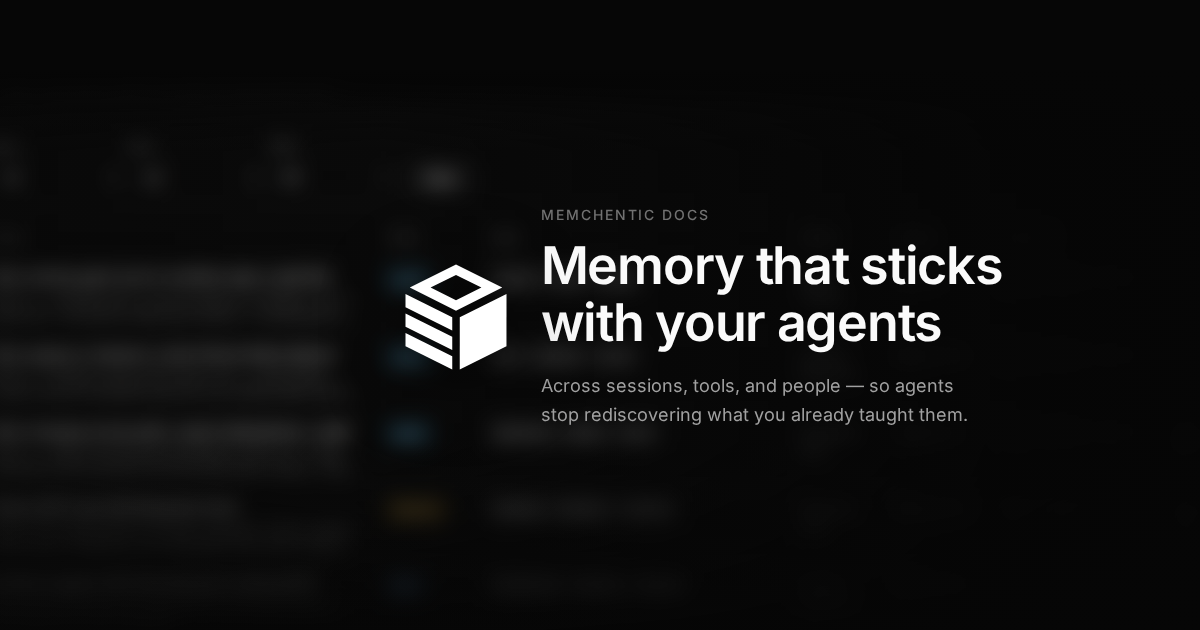 MEMCHENTIC DOCS
Memory that sticks
with your agents
Across sessions, tools, and people — so agents
stop rediscovering what you already taught them.